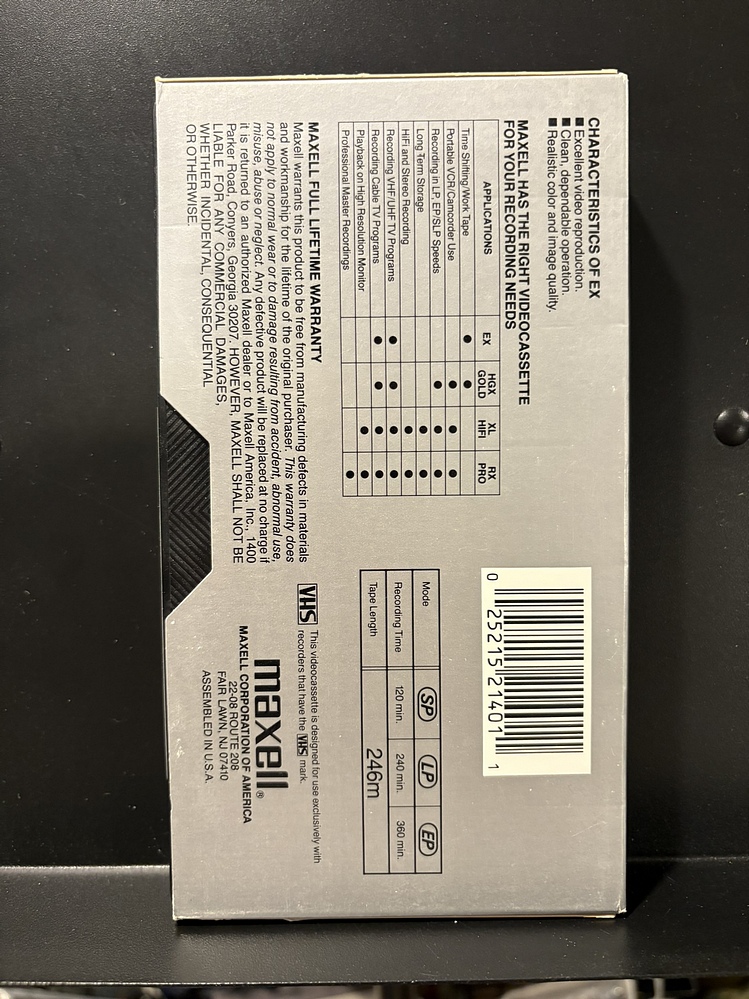 CHARACTERISTICS OF EX
■ Excellent video reproduction.
■ Clean, dependable operation.
■ Realistic color and image quality.
MAXELL HAS THE RIGHT VIDEOCASSETTE
FOR YOUR RECORDING NEEDS
APPLICATIONS EX HGX GOLD XL HIFI RX PRO
Time Shifting/Work Tape ● ●
Portable VCR/Camcorder Use ● ● ●
Recording in LP, EP/SLP Speeds ● ● ●
Long Term Storage ● ●
HiFi and Stereo Recording ● ●
Recording VHF/UHF TV Programs ● ● ● ●
Recording Cable TV Programs ● ● ● ●
Playback on High Resolution Monitor ● ●
Professional Master Recordings ●
MAXELL FULL LIFETIME WARRANTY
Maxell warrants this product to be free from manufacturing defects in materials
and workmanship for the lifetime of the original purchaser. This warranty does
not apply to normal wear or to damage resulting from accident, abnormal use,
misuse, abuse or neglect. Any defective product will be replaced at no charge if
it is returned to an authorized Maxell dealer or to Maxell America, Inc., 1400
Parker Road, Conyers, Georgia 30207. HOWEVER, MAXELL SHALL NOT BE
LIABLE FOR ANY COMMERCIAL DAMAGES,
WHETHER INCIDENTAL, CONSEQUENTIAL
OR OTHERWISE.
0 25215 21401 1
Mode SP LP EP
Recording Time 120 min. 240 min. 360 min.
Tape Length 246m
VHS This videocassette is designed for use exclusively with
recorders that have the VHS mark.
maxell®
MAXELL CORPORATION OF AMERICA
22-08 ROUTE 208
FAIR LAWN, NJ 07410
ASSEMBLED IN U.S.A.